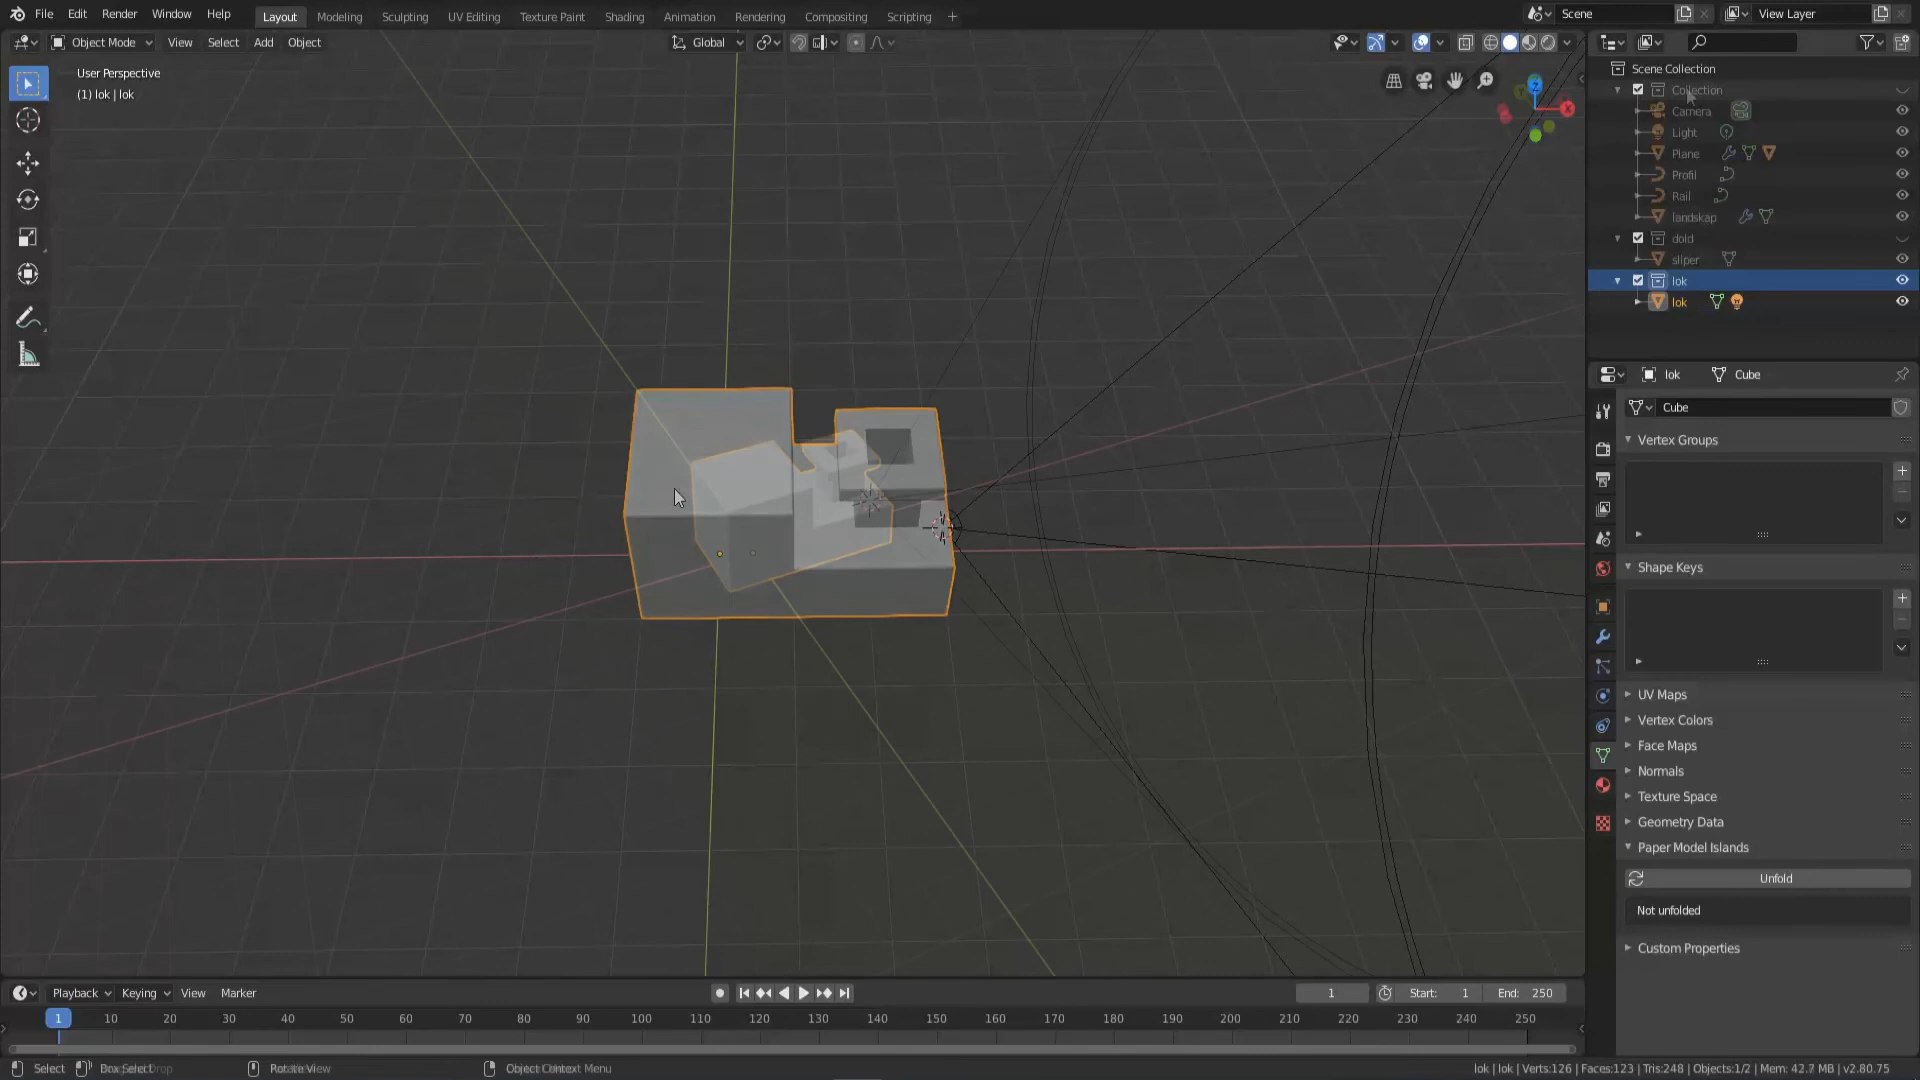 File Edit Render Window Help Layout Modeling Sculpting UV Editing Texture Paint Shading Animation Rendering Compositing Scripting + Scene View Layer
Object Mode View Select Add Object Global
User Perspective
(1) lok | lok
Z
X
Y
Scene Collection
Collection
Camera
Light
Plane
Profil
Rail
landskap
dold
sliper
lok
lok
lok Cube
Cube
Vertex Groups
Shape Keys
UV Maps
Vertex Colors
Face Maps
Normals
Texture Space
Geometry Data
Paper Model Islands
Unfold
Not unfolded
Custom Properties
Playback Keying View Marker 1 Start: 1 End: 250
1 10 20 30 40 50 60 70 80 90 100 110 120 130 140 150 160 170 180 190 200 210 220 230 240 250
Select Box Select Rotate View Object Context Menu lok | lok | Verts:126 | Faces:123 | Tris:248 | Objects:1/2 | Mem: 42.7 MB | v2.80.75